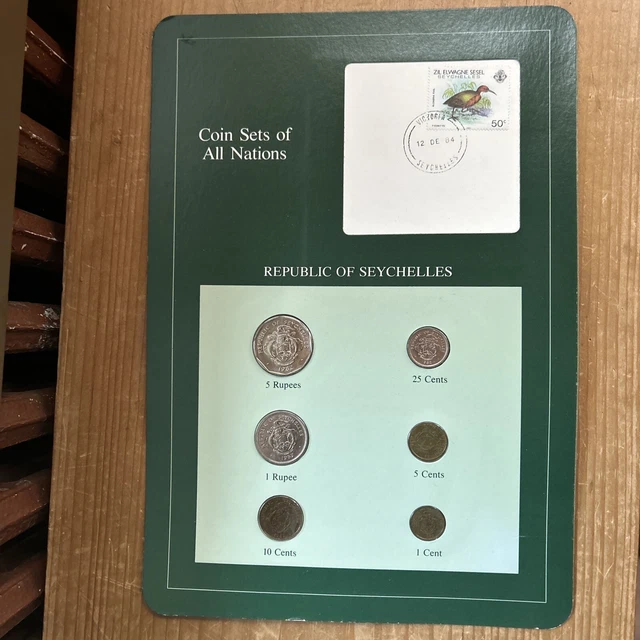 Coin Sets of
All Nations
ZIL ELWAGNE SESEL
SEYCHELLES
50c
VICTORIA
12 DE 84
SEYCHELLES
REPUBLIC OF SEYCHELLES
5 Rupees
25 Cents
1 Rupee
5 Cents
10 Cents
1 Cent